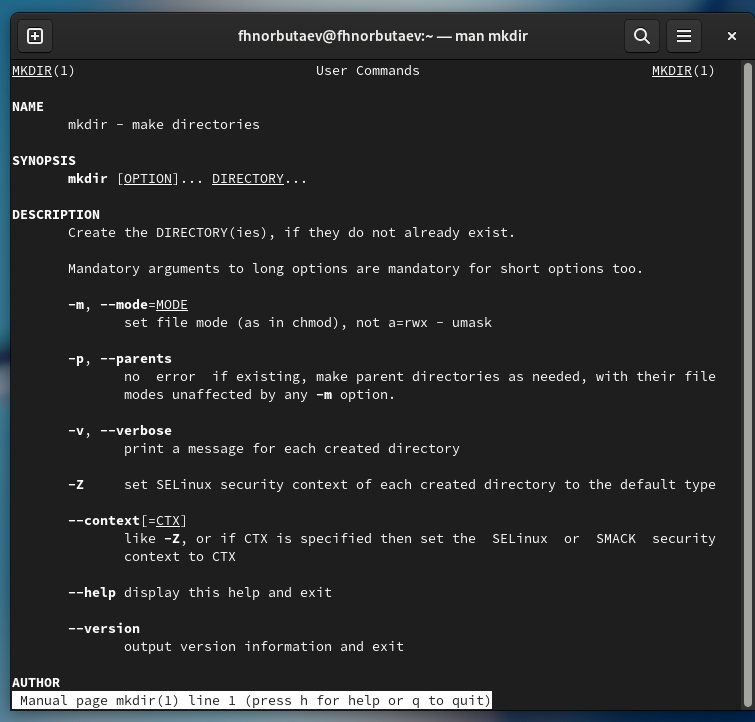 fhnorbutaev@fhnorbutaev:~ — man mkdir
MKDIR(1) User Commands MKDIR(1)
NAME
mkdir - make directories
SYNOPSIS
mkdir [OPTION]... DIRECTORY...
DESCRIPTION
Create the DIRECTORY(ies), if they do not already exist.
Mandatory arguments to long options are mandatory for short options too.
-m, --mode=MODE
set file mode (as in chmod), not a=rwx - umask
-p, --parents
no  error  if existing, make parent directories as needed, with their file
modes unaffected by any -m option.
-v, --verbose
print a message for each created directory
-Z     set SELinux security context of each created directory to the default type
--context[=CTX]
like -Z, or if CTX is specified then set the  SELinux  or  SMACK  security
context to CTX
--help display this help and exit
--version
output version information and exit
AUTHOR
Manual page mkdir(1) line 1 (press h for help or q to quit)